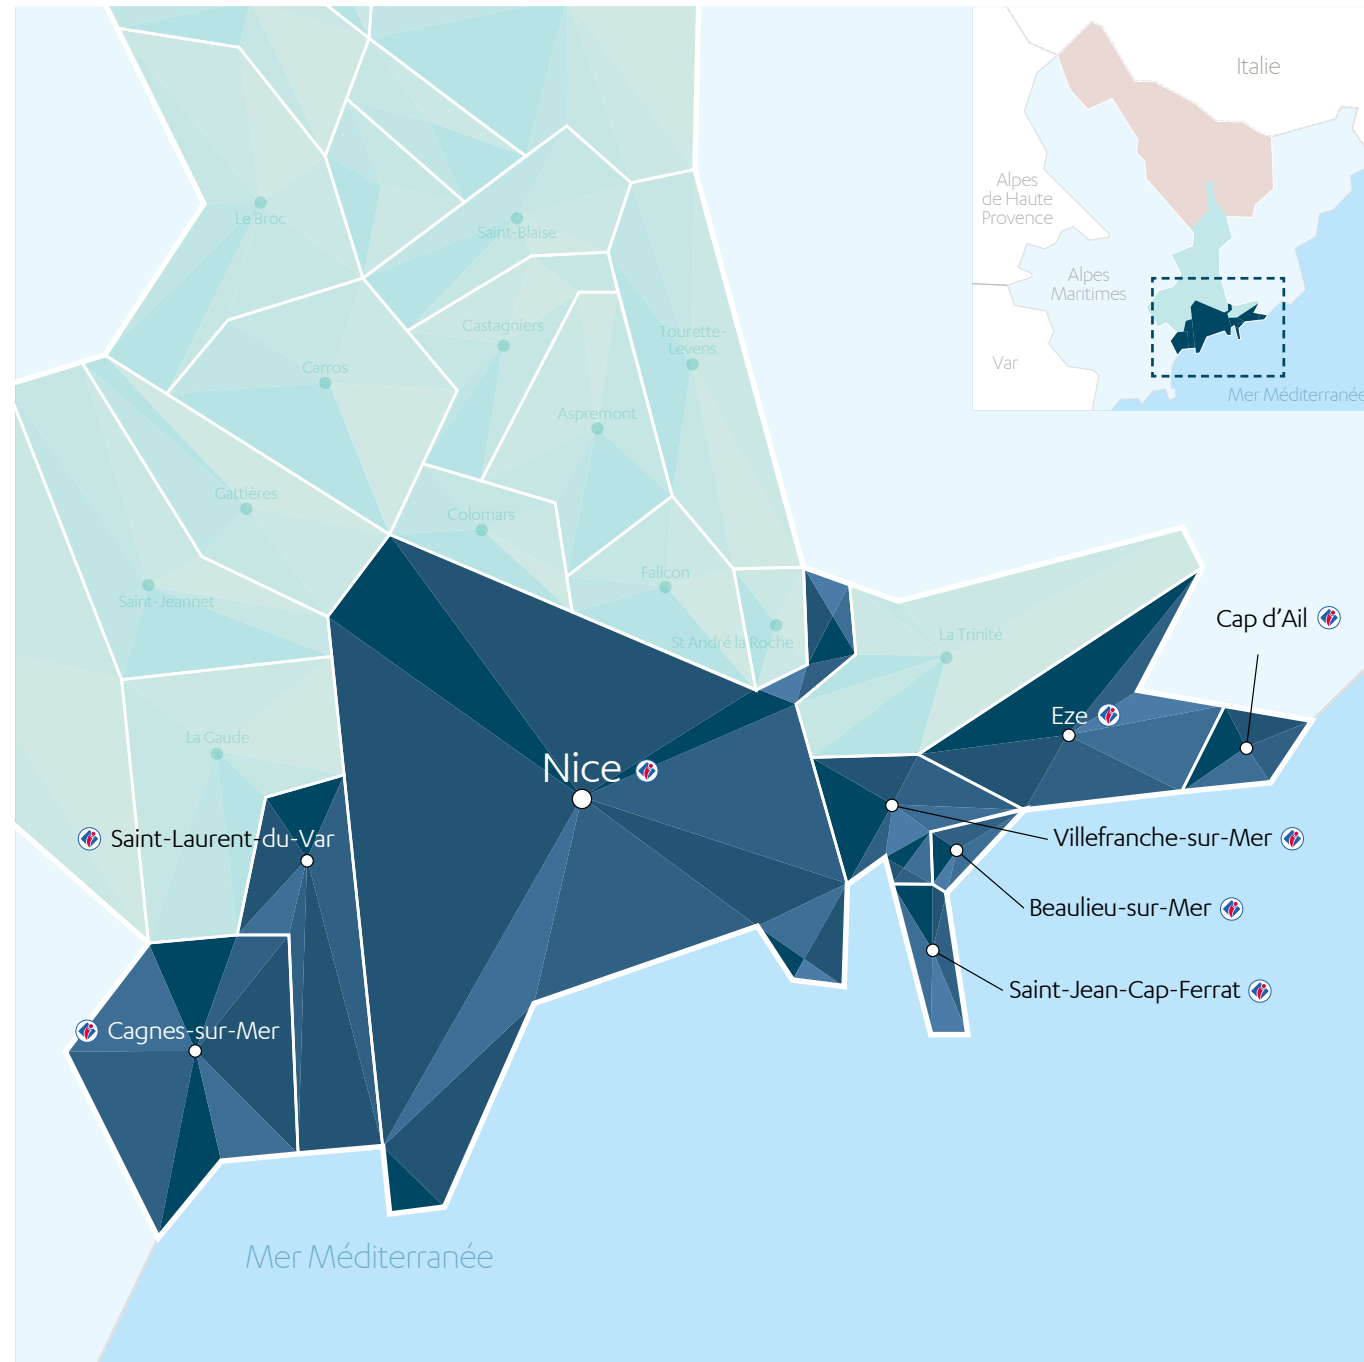 Italie
Alpes
de Haute
Provence
Alpes
Maritimes
Var
Mer Méditerranée
Le Broc
Saint-Blaise
Castagniers
Tourette-
Levens
Carros
Aspremont
Gattières
Colomars
Falicon
Saint-Jeannet
St André la Roche
La Trinité
Cap d'Ail
Eze
La Gaude
Nice
Saint-Laurent-du-Var
Villefranche-sur-Mer
Beaulieu-sur-Mer
Saint-Jean-Cap-Ferrat
Cagnes-sur-Mer
Mer Méditerranée